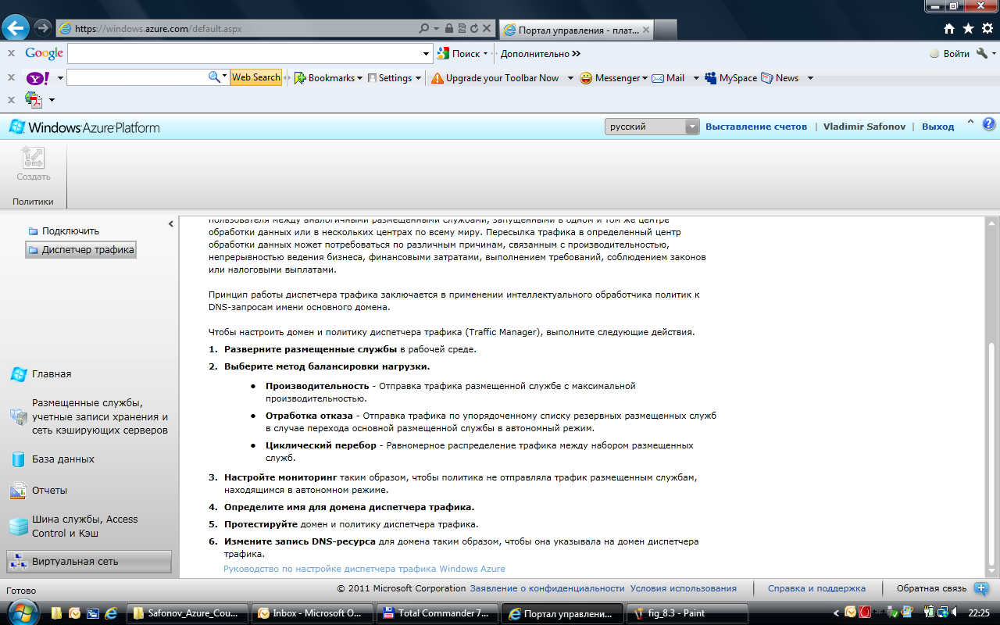 https://windows.azure.com/default.aspx
Портал управления - плат...
Google
Поиск
Дополнительно
Войти
Y!
Web Search
Bookmarks
Settings
Upgrade your Toolbar Now
Messenger
Mail
MySpace
News
Windows Azure Platform
русский
Выставление счетов | Vladimir Safonov | Выход
Создать
Политики
Подключить
Диспетчер трафика
Главная
Размещенные службы,
учетные записи хранения и
сеть кэширующих серверов
База данных
Отчеты
Шина службы, Access
Control и Кэш
Виртуальная сеть
пользователя между аналогичными размещенными службами, запущенными в одном и том же центре
обработки данных или в нескольких центрах по всему миру. Пересылка трафика в определенный центр
обработки данных может потребоваться по различным причинам, связанным с производительностью,
непрерывностью ведения бизнеса, финансовыми затратами, выполнением требований, соблюдением законов
или налоговыми выплатами.
Принцип работы диспетчера трафика заключается в применении интеллектуального обработчика политик к
DNS-запросам имени основного домена.
Чтобы настроить домен и политику диспетчера трафика (Traffic Manager), выполните следующие действия.
1. Разверните размещенные службы в рабочей среде.
2. Выберите метод балансировки нагрузки.
• Производительность - Отправка трафика размещенной службе с максимальной
производительностью.
• Отработка отказа - Отправка трафика по упорядоченному списку резервных размещенных служб
в случае перехода основной размещенной службы в автономный режим.
• Циклический перебор - Равномерное распределение трафика между набором размещенных
служб.
3. Настройте мониторинг таким образом, чтобы политика не отправляла трафик размещенным службам,
находящимся в автономном режиме.
4. Определите имя для домена диспетчера трафика.
5. Протестируйте домен и политику диспетчера трафика.
6. Измените запись DNS-ресурса для домена таким образом, чтобы она указывала на домен диспетчера
трафика.
Руководство по настройке диспетчера трафика Windows Azure
Готово
© 2011 Microsoft Corporation Заявление о конфиденциальности Условия использования
Справка и поддержка
Обратная связь
Safonov_Azure_Cou...
Inbox - Microsoft O...
Total Commander 7...
Портал управлени...
fig_8.3 - Paint
22:25